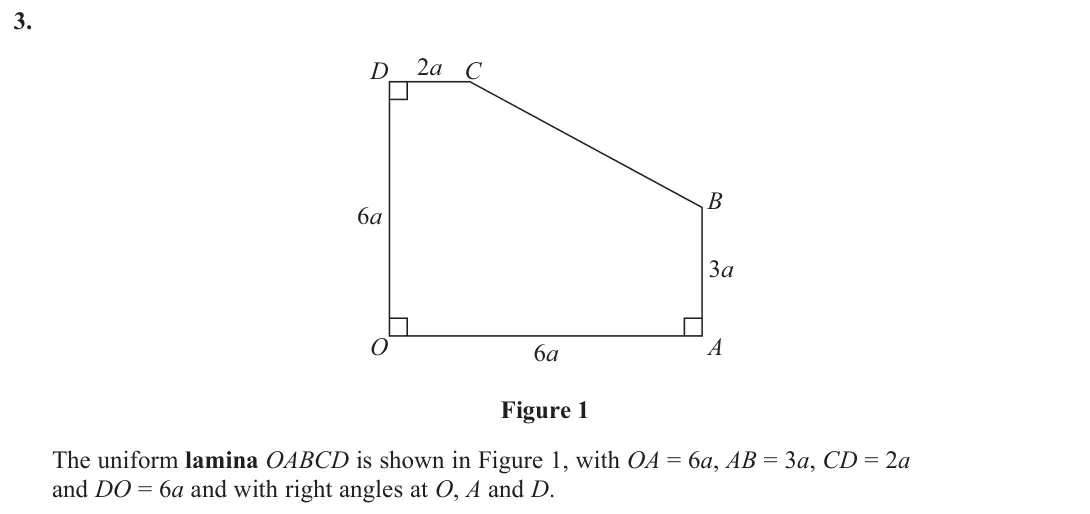 3.
D 2a C
B
6a
3a
O
6a
A
Figure 1
The uniform lamina OABCD is shown in Figure 1, with OA = 6a, AB = 3a, CD = 2a
and DO = 6a and with right angles at O, A and D.